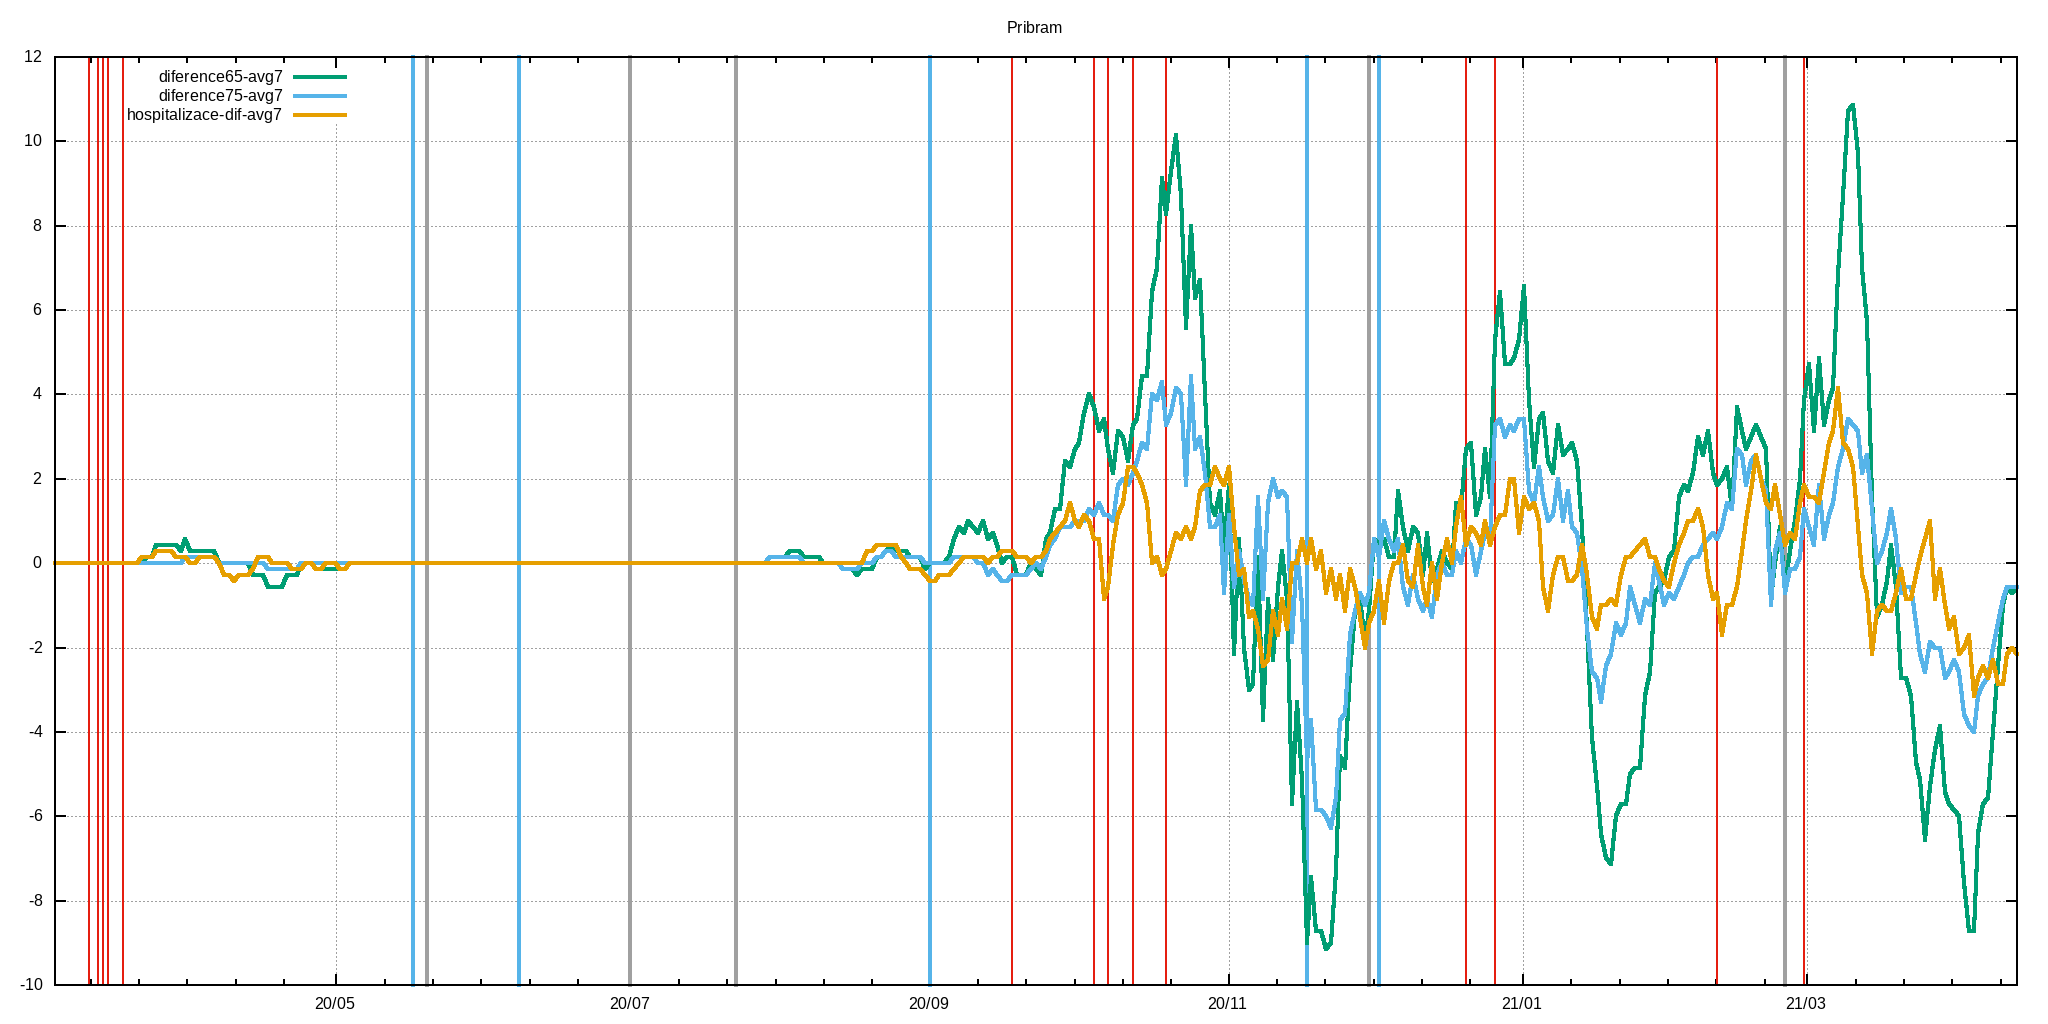 Pribram
12
diference65-avg7
diference75-avg7
hospitalizace-dif-avg7
10
8
6
4
2
0
-2
-4
-6
-8
-10
20/05 20/07 20/09 20/11 21/01 21/03